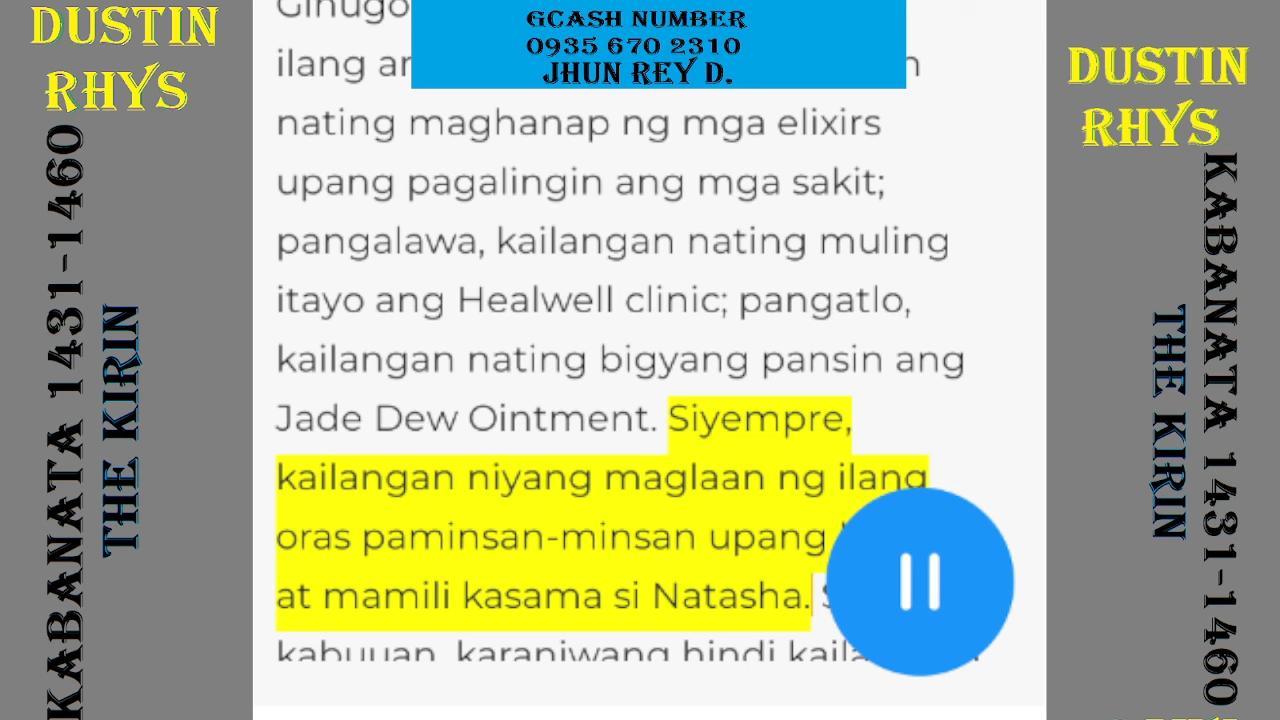 DUSTIN
RHYS
KABANATA 1431-1460
THE KIRIN
GCASH NUMBER
0935 670 2310
JHUN REY D.
ilang
nating maghanap ng mga elixirs
upang pagalingin ang mga sakit;
pangalawa, kailangan nating muling
itayo ang Healwell clinic; pangatlo,
kailangan nating bigyang pansin ang
Jade Dew Ointment. Siyempre,
kailangan niyang maglaan ng ilang
oras paminsan-minsan upang
at mamili kasama si Natasha.
kabuuan, karaniwang hindi
DUSTIN
RHYS
KABANATA 1431-1460
THE KIRIN